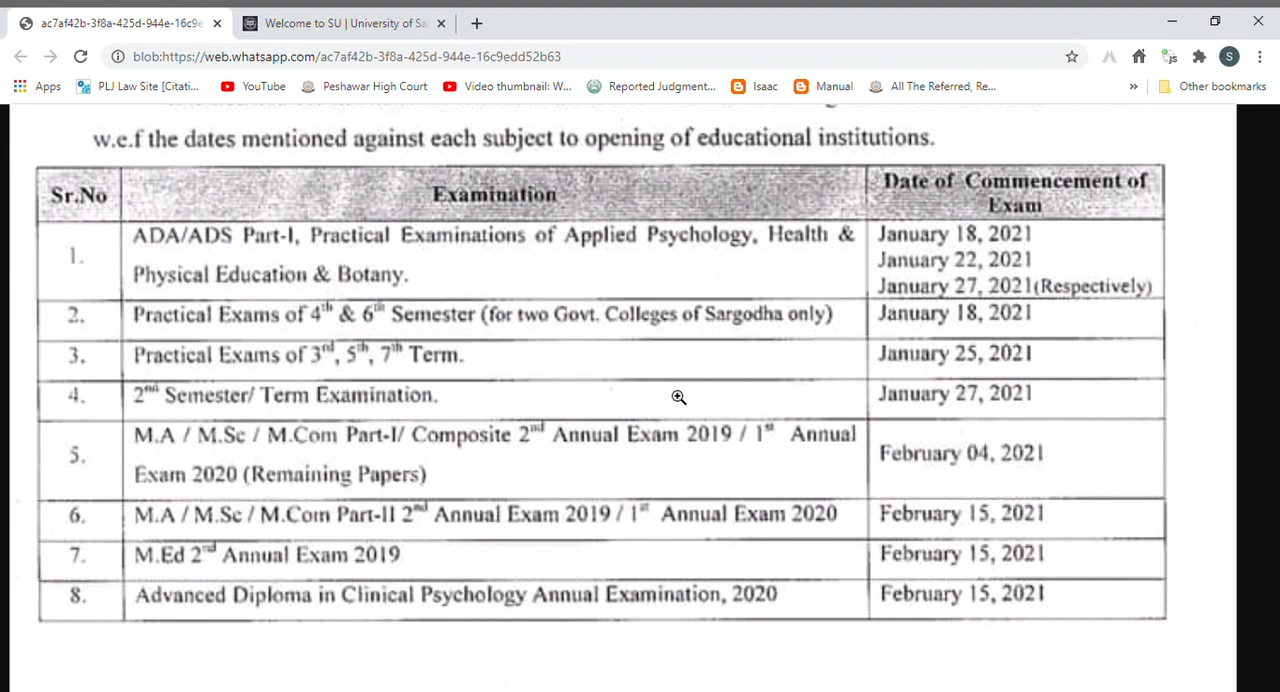 ac7af42b-3f8a-425d-944e-16c9e
Welcome to SU | University of Sa
blob:https://web.whatsapp.com/ac7af42b-3f8a-425d-944e-16c9edd52b63
S
Apps
PLJ Law Site [Citati...
YouTube
Peshawar High Court
Video thumbnail: W...
Reported Judgment...
Isaac
Manual
All The Referred, Re...
»
Other bookmarks
w.e.f the dates mentioned against each subject to opening of educational institutions.
Sr.No Examination Date of Commencement of
Exam
1. ADA/ADS Part-I, Practical Examinations of Applied Psychology, Health & January 18, 2021
Physical Education & Botany. January 22, 2021
January 27, 2021(Respectively)
2. Practical Exams of 4th & 6th Semester (for two Govt. Colleges of Sargodha only) January 18, 2021
3. Practical Exams of 3rd, 5th, 7th Term. January 25, 2021
4. 2nd Semester/ Term Examination. January 27, 2021
5. M.A / M.Sc / M.Com Part-I/ Composite 2nd Annual Exam 2019 / 1st Annual
Exam 2020 (Remaining Papers) February 04, 2021
6. M.A / M.Sc / M.Com Part-II 2nd Annual Exam 2019 / 1st Annual Exam 2020 February 15, 2021
7. M.Ed 2nd Annual Exam 2019 February 15, 2021
8. Advanced Diploma in Clinical Psychology Annual Examination, 2020 February 15, 2021